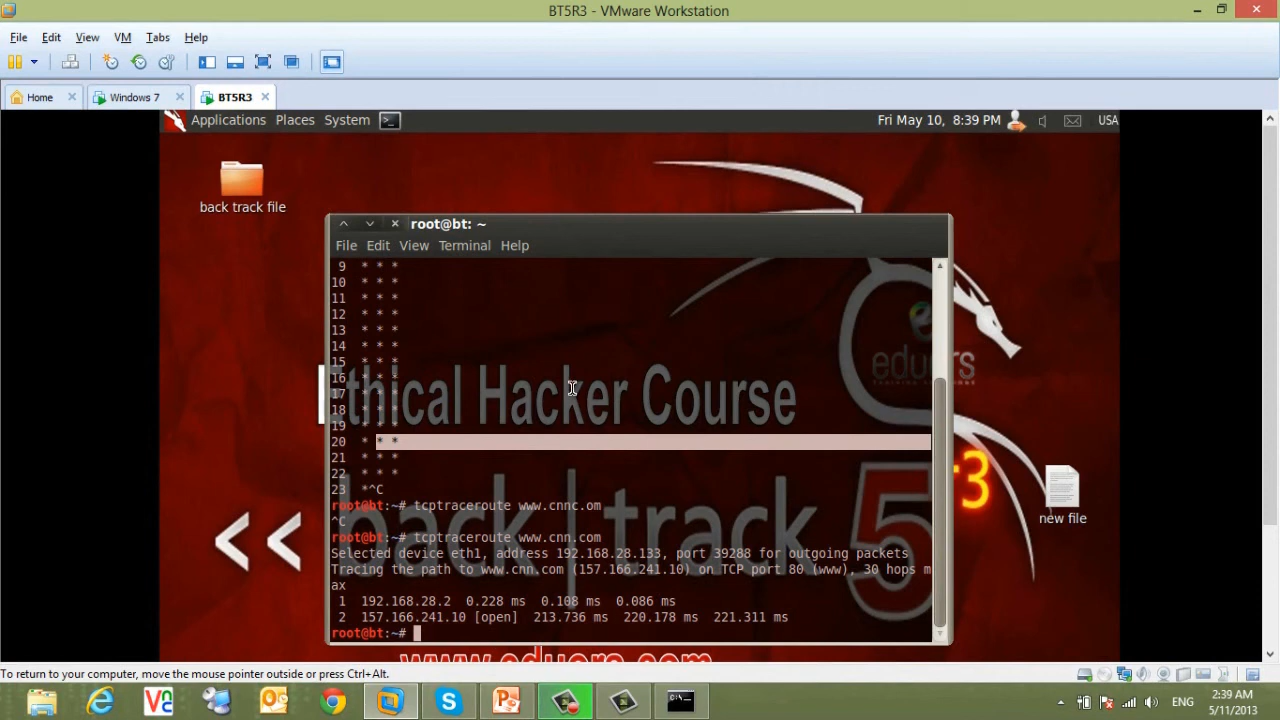 BT5R3 - VMware Workstation
File Edit View VM Tabs Help
Home Windows 7 BT5R3
Applications Places System Fri May 10, 8:39 PM USA
back track file
root@bt: ~
File Edit View Terminal Help
9 * * *
10 * * *
11 * * *
12 * * *
13 * * *
14 * * *
15 * * *
16 * * *
17 * * *
18 * * *
19 * * *
20 * * *
21 * * *
22 * * *
23 *^C
root@bt:~# tcptraceroute www.cnnc.om
^C
root@bt:~# tcptraceroute www.cnn.com
Selected device eth1, address 192.168.28.133, port 39288 for outgoing packets
Tracing the path to www.cnn.com (157.166.241.10) on TCP port 80 (www), 30 hops m
ax
1 192.168.28.2 0.228 ms 0.108 ms 0.086 ms
2 157.166.241.10 [open] 213.736 ms 220.178 ms 221.311 ms
root@bt:~#
Ethical Hacker Course
<< back | track 5 r3
new file
To return to your computer, move the mouse pointer outside or press Ctrl+Alt.
ENG
2:39 AM
5/11/2013